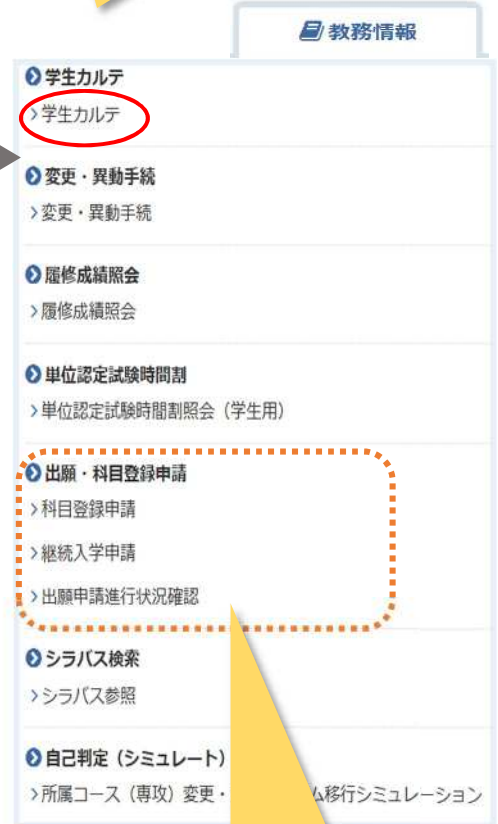 教務情報
学生カルテ
›学生カルテ
変更・異動手続
›変更・異動手続
履修成績照会
›履修成績照会
単位認定試験時間割
›単位認定試験時間割照会（学生用）
出願・科目登録申請
›科目登録申請
›継続入学申請
›出願申請進行状況確認
シラバス検索
›シラバス参照
自己判定（シミュレート）
›所属コース（専攻）変更・ ム移行シミュレーション